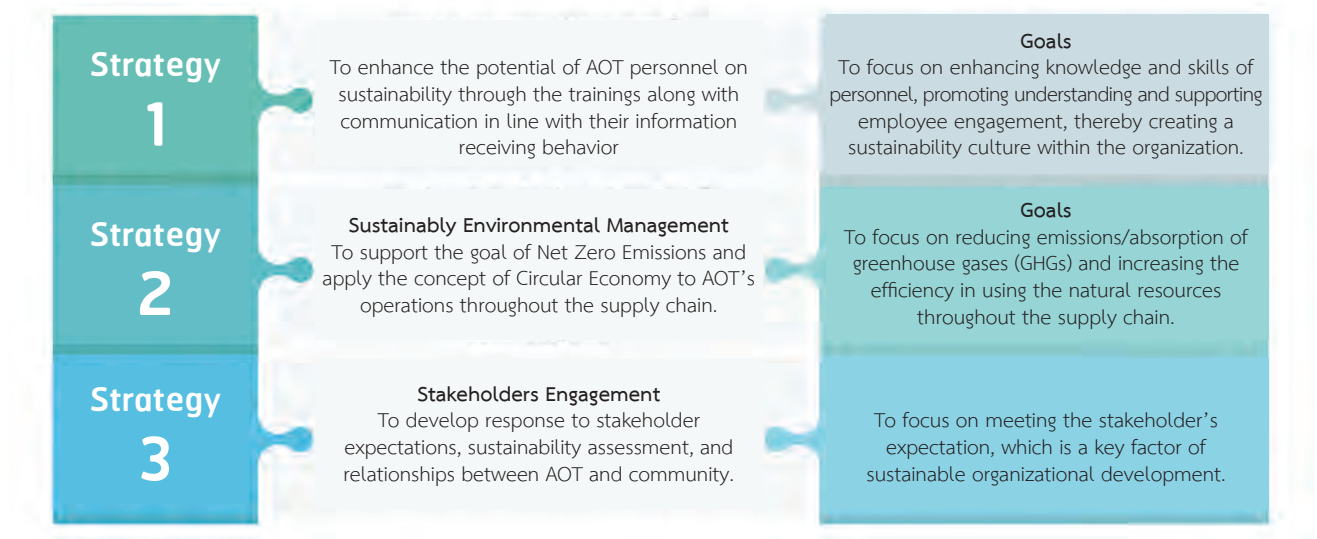 Strategy
1
To enhance the potential of AOT personnel on
sustainability through the trainings along with
communication in line with their information
receiving behavior
Goals
To focus on enhancing knowledge and skills of
personnel, promoting understanding and supporting
employee engagement, thereby creating a
sustainability culture within the organization.
Strategy
2
Sustainably Environmental Management
To support the goal of Net Zero Emissions and
apply the concept of Circular Economy to AOT's
operations throughout the supply chain.
Goals
To focus on reducing emissions/absorption of
greenhouse gases (GHGs) and increasing the
efficiency in using the natural resources
throughout the supply chain.
Strategy
3
Stakeholders Engagement
To develop response to stakeholder
expectations, sustainability assessment, and
relationships between AOT and community.
To focus on meeting the stakeholder's
expectation, which is a key factor of
sustainable organizational development.